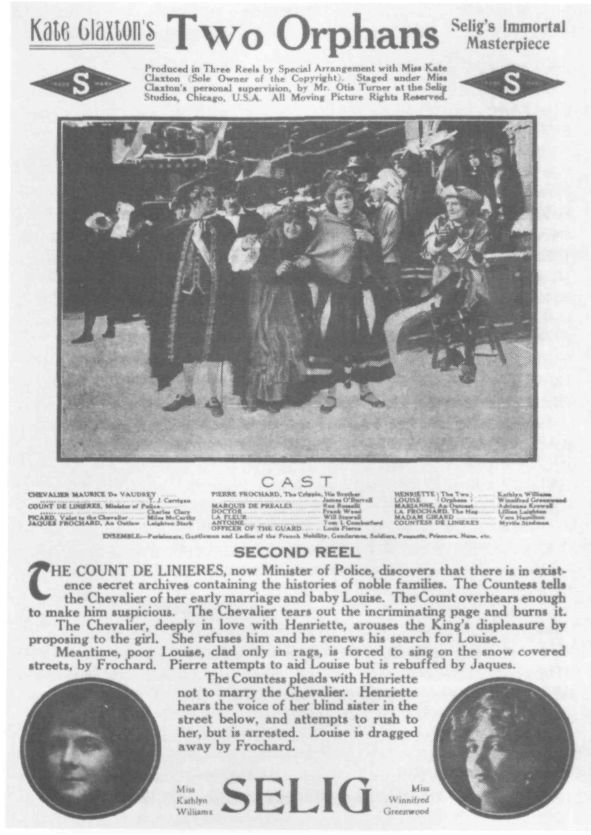 Kate Claxton's
Two Orphans
Selig's Immortal
Masterpiece
Produced in Three Reels by Special Arrangement with Miss Kate
Claxton (Sole Owner of the Copyright). Staged under Miss
Claxton's personal supervision, by Mr. Otis Turner at the Selig
Studios, Chicago, U.S.A. All Moving Picture Rights Reserved.
S
S
CAST
CHEVALIER MAURICE De VAUDREY
T. J. Carrigan
COUNT DE LINIERES, Minister of Police
Charles Clary
PICARD, Valet to the Chevalier Miles McCarthy
JAQUES FROCHARD, An Outlaw Leighton Stark
PIERRE FROCHARD, The Cripple, His Brother
James O'Burrell
MARQUIS DE PREALES
DOCTOR Frank Weed
LA FLEUR Will Stowell
ANTOINE
OFFICER OF THE GUARD Louis Fierce
HENRIETTE The Two Kathlyn Williams
LOUISE Orphans Winnifred Greenwood
MARIANNE, An Outcast Adrienne Krowell
LA FROCHARD, The Hag Lillian Leighton
MADAM GIRARD Vera Hamilton
COUNTESS DE LINIERES Myrtle Stedman
ENSEMBLE—Parisioners, Gentlemen and Ladies of the French Nobility, Gendarmes, Soldiers, Peasants, Prisoners, Nuns, etc.
SECOND REEL
THE COUNT DE LINIERES, now Minister of Police, discovers that there is in exist-
ence secret archives containing the histories of noble families. The Countess tells
the Chevalier of her early marriage and baby Louise. The Count overhears enough
to make him suspicious. The Chevalier tears out the incriminating page and burns it.
The Chevalier, deeply in love with Henriette, arouses the King's displeasure by
proposing to the girl. She refuses him and he renews his search for Louise.
Meantime, poor Louise, clad only in rags, is forced to sing on the snow covered
streets, by Frochard. Pierre attempts to aid Louise but is rebuffed by Jaques.
The Countess pleads with Henriette
not to marry the Chevalier. Henriette
hears the voice of her blind sister in the
street below, and attempts to rush to
her, but is arrested. Louise is dragged
away by Frochard.
Miss
Kathlyn
Williams
SELIG
Miss
Winnifred
Greenwood